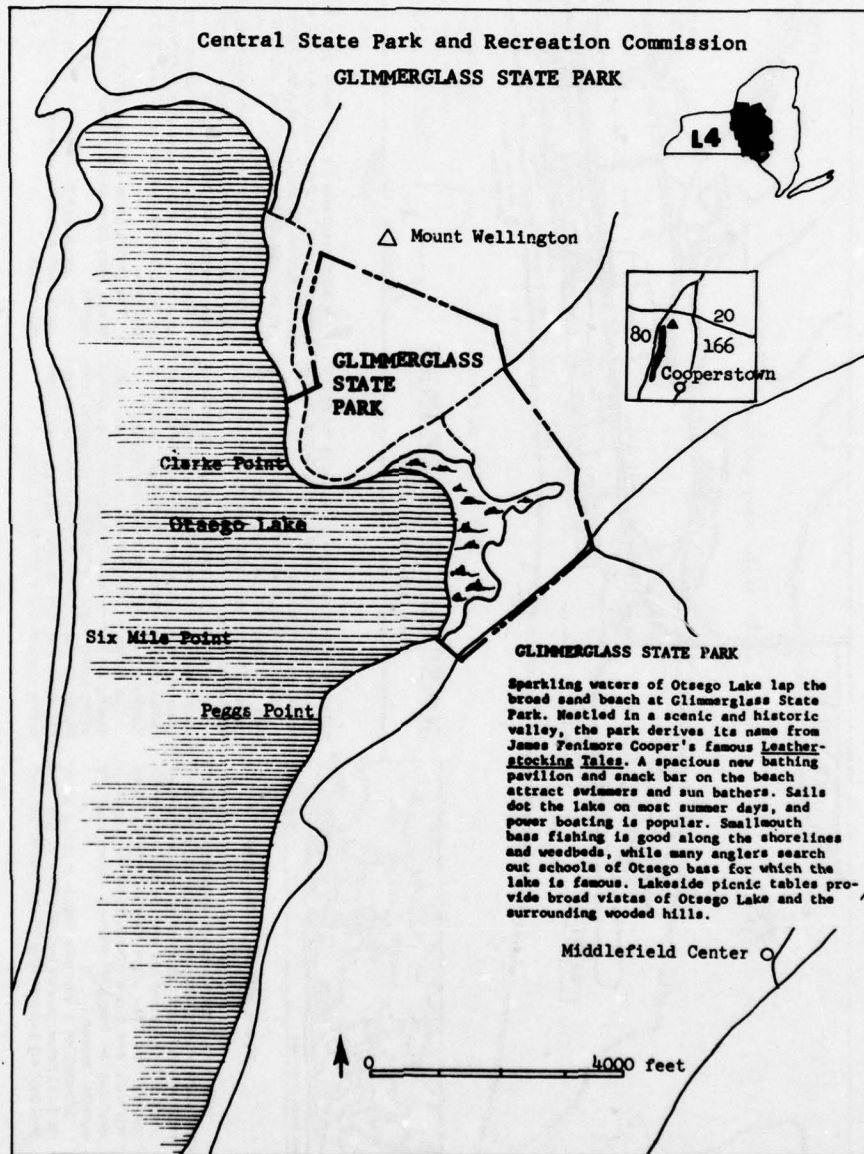 Central State Park and Recreation Commission
GLIMMERGLASS STATE PARK
L4
Mount Wellington
20
80
166
Cooperstown
GLIMMERGLASS
STATE
PARK
Clarke Point
Otsego Lake
Six Mile Point
Peggs Point
GLIMMERGLASS STATE PARK
Sparkling waters of Otsego Lake lap the
broad sand beach at Glimmerglass State
Park. Nestled in a scenic and historic
valley, the park derives its name from
James Fenimore Cooper's famous Leather-
stocking Tales. A spacious new bathing
pavilion and snack bar on the beach
attract swimmers and sun bathers. Sails
dot the lake on most summer days, and
power boating is popular. Smallmouth
bass fishing is good along the shorelines
and weedbeds, while many anglers search
out schools of Otsego bass for which the
lake is famous. Lakeside picnic tables pro-
vide broad vistas of Otsego Lake and the
surrounding wooded hills.
Middlefield Center
0 4000 feet